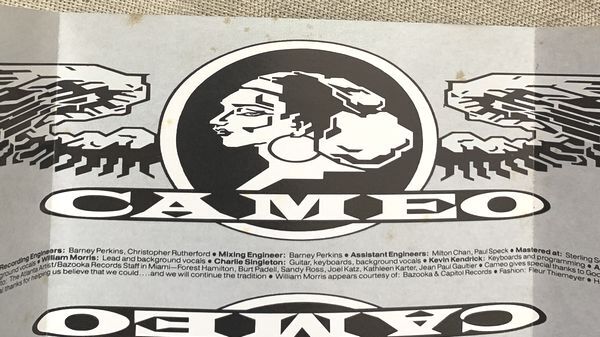 CAMEO
Recording Engineers: Barney Perkins, Christopher Rutherford ● Mixing Engineer: Barney Perkins ● Assistant Engineers: Milton Chan, Paul Speck ● Mastered at: Sterling
ground vocals ● William Morris: Lead and background vocals ● Charlie Singleton: Guitar, keyboards, background vocals ● Kevin Kendrick: Keyboards and programming ●
to: The Atlanta Artist/Bazooka Records Staff in Miami—Forest Hamilton, Burt Padell, Sandy Ross, Joel Katz, Kathleen Karter, Jean Paul Gaultier ● Cameo gives special thanks to
thanks for helping us believe that we could . . . . and we will continue the tradition ● William Morris appears courtesy of: Bazooka & Capitol Records ● Fashion: Fleur Thiemeyer ●
CAMEO